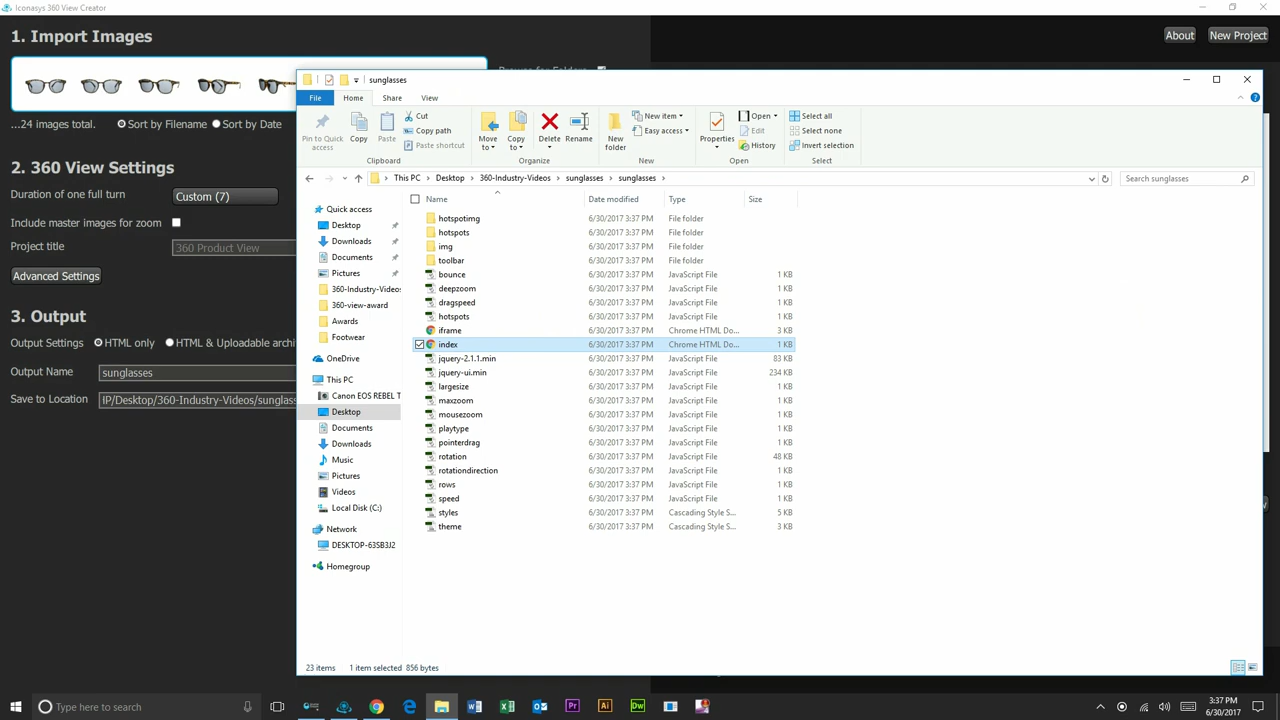 Iconasys 360 View Creator
1. Import Images
About
New Project
...24 images total.
Sort by Filename
Sort by Date
2. 360 View Settings
Duration of one full turn
Custom (7)
Include master images for zoom
Project title
360 Product View
Advanced Settings
3. Output
Output Settings
HTML only
HTML & Uploadable archi
Output Name
sunglasses
Save to Location
IP/Desktop/360-Industry-Videos/sunglass
sunglasses
File Home Share View
Pin to Quick access
Copy
Paste
Cut
Copy path
Paste shortcut
Clipboard
Move to
Copy to
Delete
Rename
Organize
New folder
New item
Easy access
New
Properties
Open
Edit
History
Open
Select all
Select none
Invert selection
Select
This PC > Desktop > 360-Industry-Videos > sunglasses > sunglasses >
Search sunglasses
Quick access
Desktop
Downloads
Documents
Pictures
360-Industry-Videos
360-view-award
Awards
Footwear
OneDrive
This PC
Canon EOS REBEL T
Desktop
Documents
Downloads
Music
Pictures
Videos
Local Disk (C:)
Network
DESKTOP-63SB3J2
Homegroup
Name Date modified Type Size
hotspotimg 6/30/2017 3:37 PM File folder
hotspots 6/30/2017 3:37 PM File folder
img 6/30/2017 3:37 PM File folder
toolbar 6/30/2017 3:37 PM File folder
bounce 6/30/2017 3:37 PM JavaScript File 1 KB
deepzoom 6/30/2017 3:37 PM JavaScript File 1 KB
dragspeed 6/30/2017 3:37 PM JavaScript File 1 KB
hotspots 6/30/2017 3:37 PM JavaScript File 1 KB
iframe 6/30/2017 3:37 PM Chrome HTML Do... 3 KB
index 6/30/2017 3:37 PM Chrome HTML Do... 1 KB
jquery-2.1.1.min 6/30/2017 3:37 PM JavaScript File 83 KB
jquery-ui.min 6/30/2017 3:37 PM JavaScript File 234 KB
largesize 6/30/2017 3:37 PM JavaScript File 1 KB
maxzoom 6/30/2017 3:37 PM JavaScript File 1 KB
mousezoom 6/30/2017 3:37 PM JavaScript File 1 KB
playtype 6/30/2017 3:37 PM JavaScript File 1 KB
pointerdrag 6/30/2017 3:37 PM JavaScript File 1 KB
rotation 6/30/2017 3:37 PM JavaScript File 48 KB
rotationdirection 6/30/2017 3:37 PM JavaScript File 1 KB
rows 6/30/2017 3:37 PM JavaScript File 1 KB
speed 6/30/2017 3:37 PM JavaScript File 1 KB
styles 6/30/2017 3:37 PM Cascading Style S... 5 KB
theme 6/30/2017 3:37 PM Cascading Style S... 3 KB
23 items 1 item selected 856 bytes
Type here to search
3:37 PM
6/30/2017